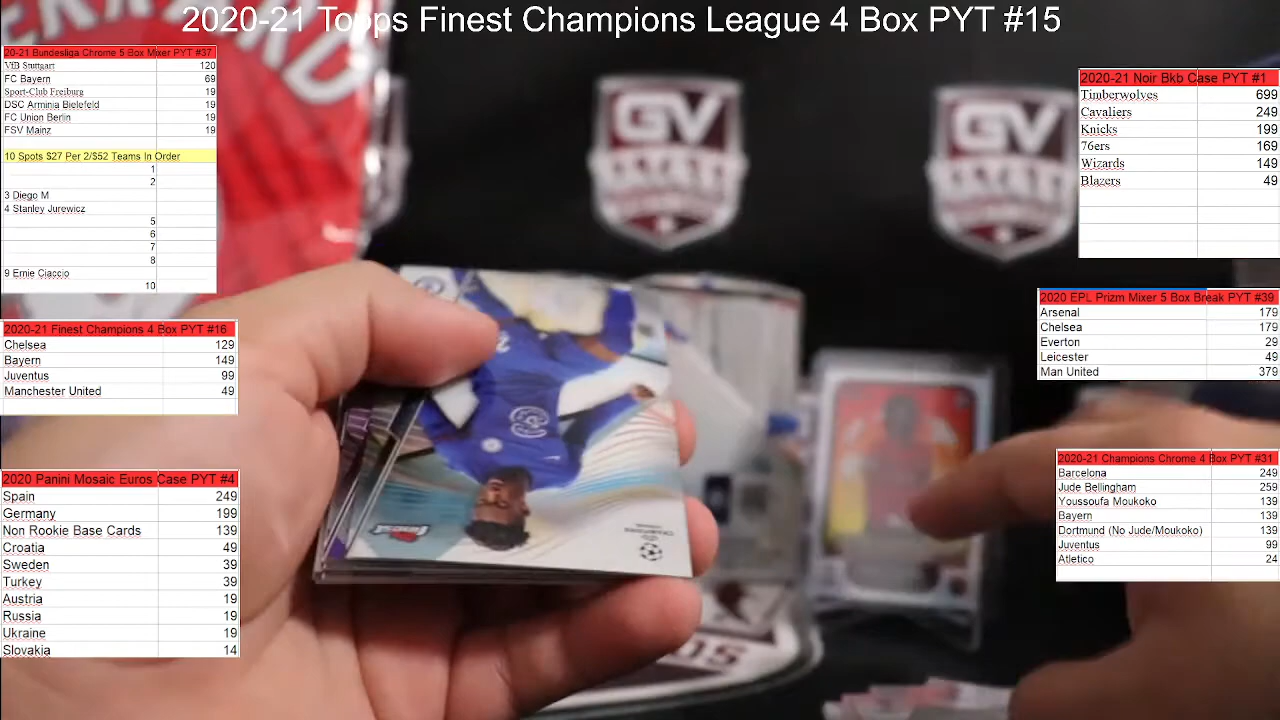 2020-21 Topps Finest Champions League 4 Box PYT #15
20-21 Bundesliga Chrome 5 Box Mixer PYT #37
VfB Stuttgart 120
FC Bayern 69
Sport-Club Freiburg 19
DSC Arminia Bielefeld 19
FC Union Berlin 19
FSV Mainz 19
10 Spots $27 Per 2/$52 Teams In Order
1
2
3 Diego M
4 Stanley Jurewicz
5
6
7
8
9 Ernie Ciaccio
10
2020-21 Finest Champions 4 Box PYT #16
Chelsea 129
Bayern 149
Juventus 99
Manchester United 49
2020 Panini Mosaic Euros Case PYT #4
Spain 249
Germany 199
Non Rookie Base Cards 139
Croatia 49
Sweden 39
Turkey 39
Austria 19
Russia 19
Ukraine 19
Slovakia 14
GV
GV
2020-21 Noir Bkb Case PYT #1
Timberwolves 699
Cavaliers 249
Knicks 199
76ers 169
Wizards 149
Blazers 49
2020 EPL Prizm Mixer 5 Box Break PYT #39
Arsenal 179
Chelsea 179
Everton 29
Leicester 49
Man United 379
2020-21 Champions Chrome 4 Box PYT #31
Barcelona 249
Jude Bellingham 259
Youssoufa Moukoko 139
Bayern 139
Dortmund (No Jude/Moukoko) 139
Juventus 99
Atletico 24